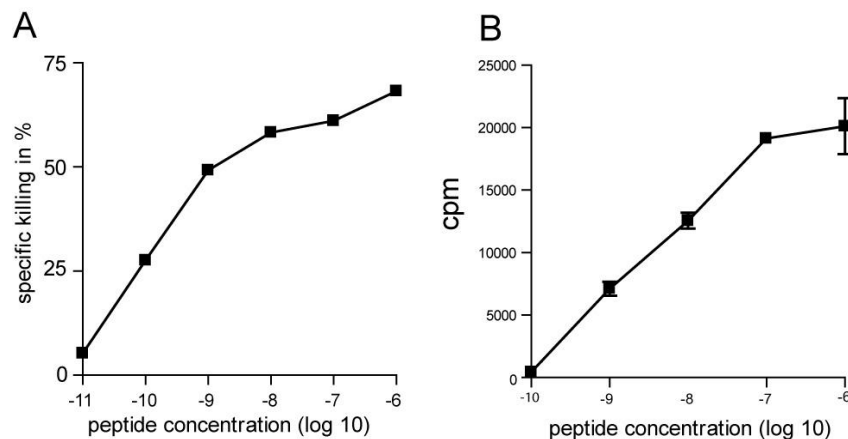 A
75
50
25
0
specific killing in %
-11 -10 -9 -8 -7 -6
peptide concentration (log 10)
B
25000
20000
15000
10000
5000
0
cpm
-10 -9 -8 -7 -6
peptide concentration (log 10)